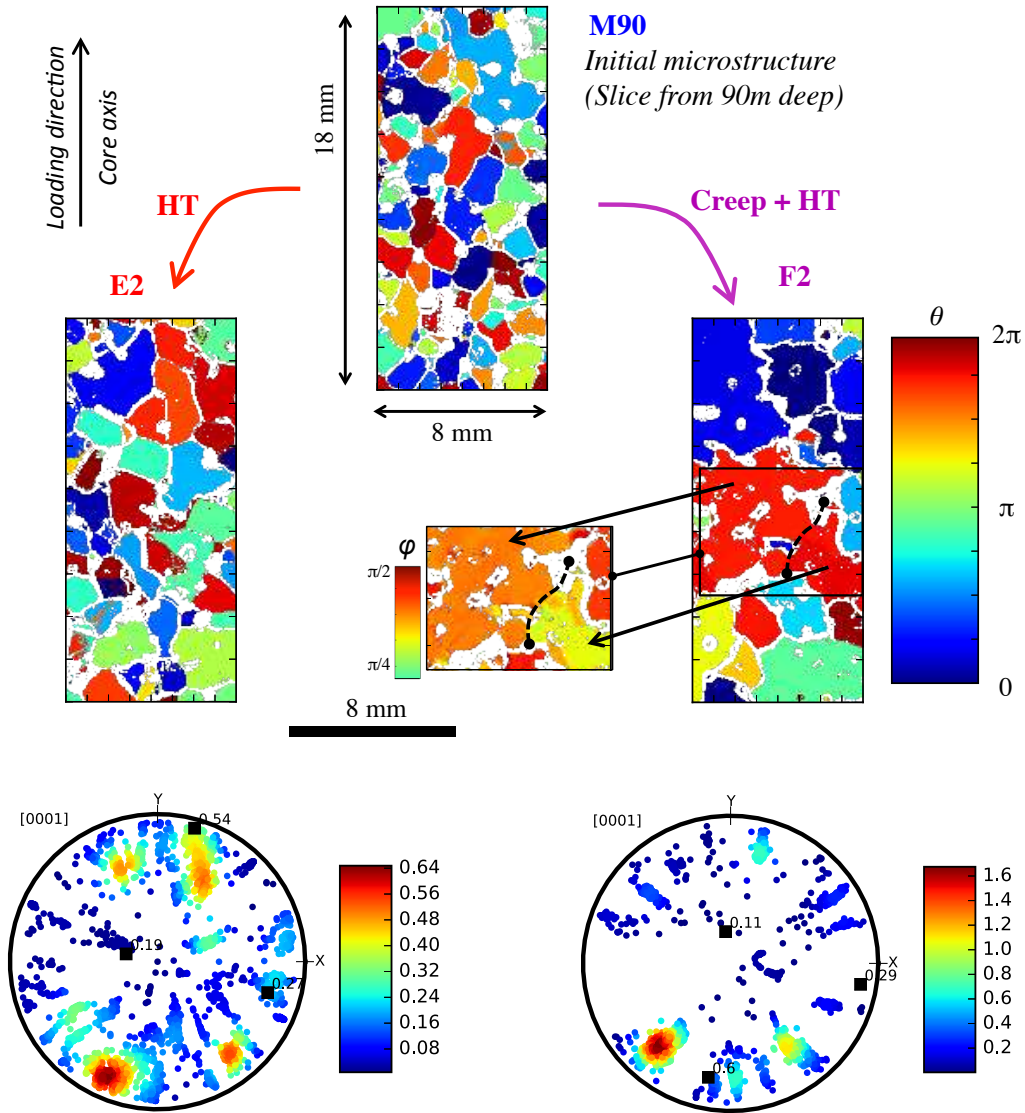 M90
Initial microstructure
(Slice from 90m deep)
Loading direction
Core axis
18 mm
HT
Creep + HT
E2
F2
8 mm
θ
2π
π
0
φ
π/2
π/4
8 mm
[0001]
Y
X
0.54
0.19
0.27
0.64
0.56
0.48
0.40
0.32
0.24
0.16
0.08
[0001]
Y
X
0.11
0.29
0.6
1.6
1.4
1.2
1.0
0.8
0.6
0.4
0.2